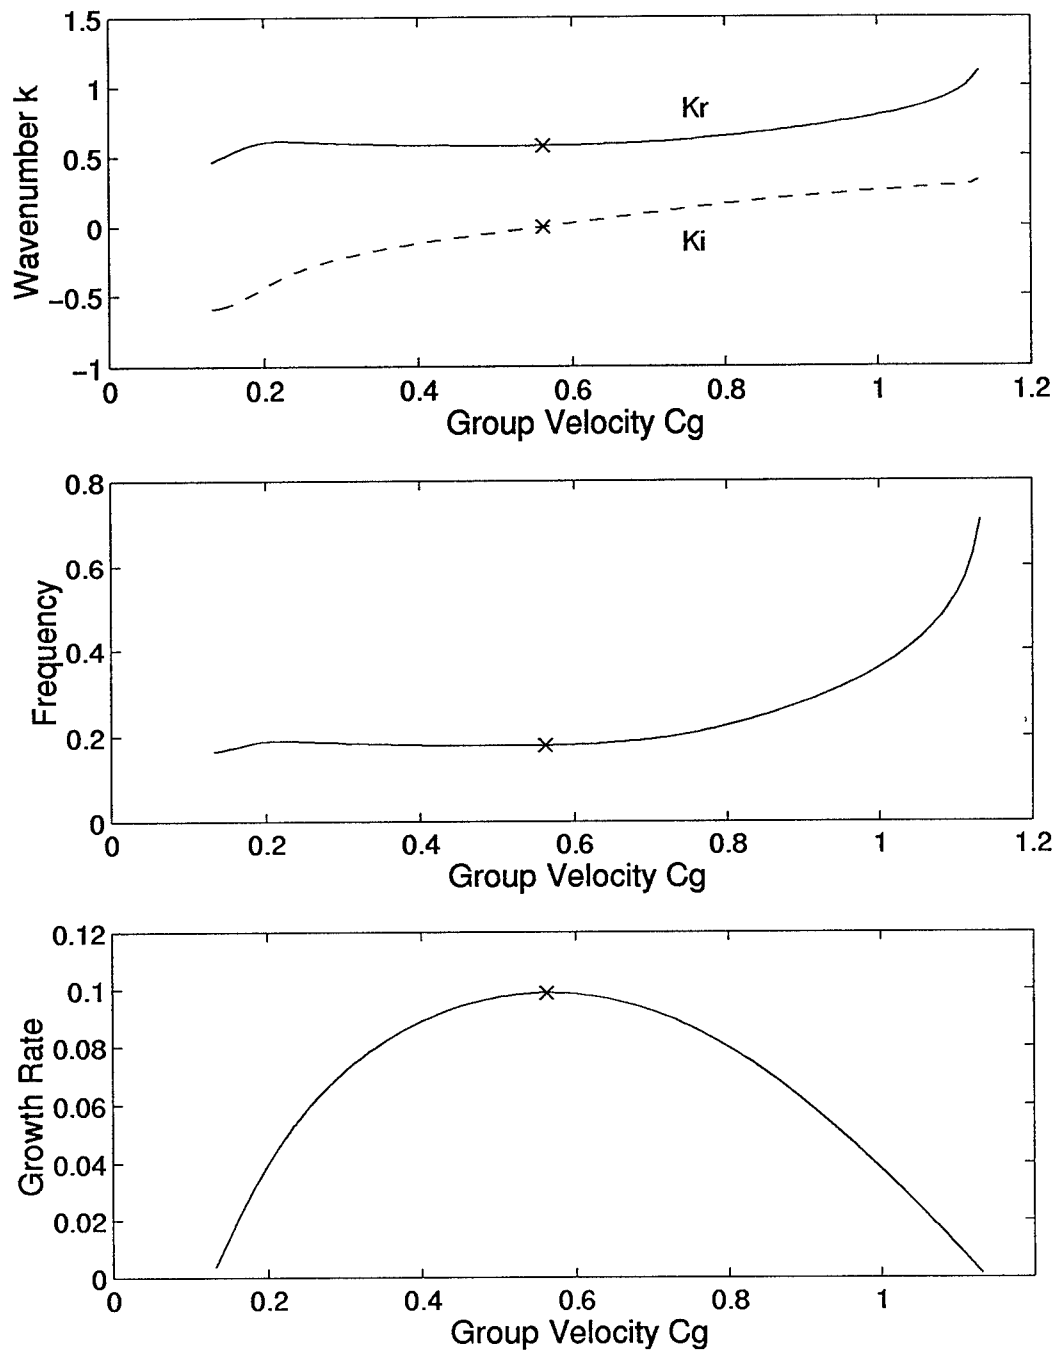 1.5
1
0.5
0
−0.5
−1
Wavenumber k
Kr
Ki
0 0.2 0.4 0.6 0.8 1 1.2
Group Velocity Cg
0.8
0.6
0.4
0.2
0
Frequency
0 0.2 0.4 0.6 0.8 1 1.2
Group Velocity Cg
0.12
0.1
0.08
0.06
0.04
0.02
0
Growth Rate
0 0.2 0.4 0.6 0.8 1
Group Velocity Cg